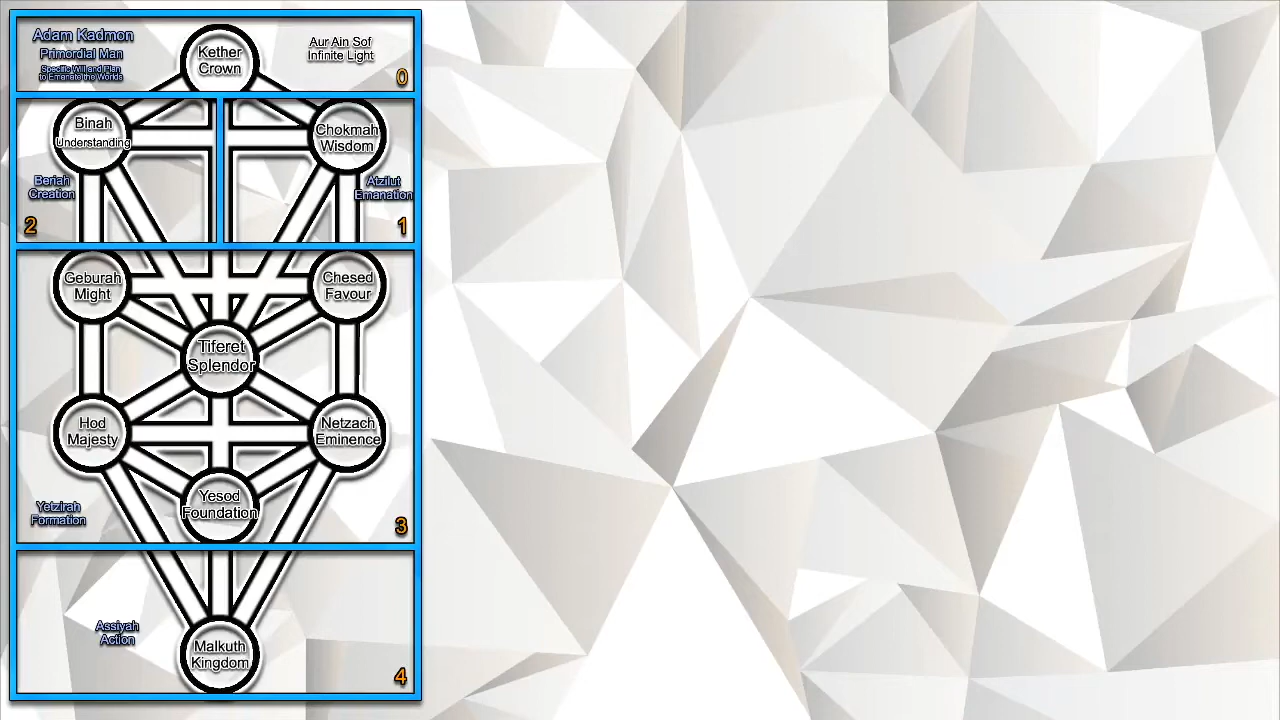 Adam Kadmon
Primordial Man
Specific Will and Plan
to Emanate the Worlds
Kether
Crown
Aur Ain Sof
Infinite Light
0
Binah
Understanding
Chokmah
Wisdom
Beriah
Creation
Atzilut
Emanation
2
1
Geburah
Might
Chesed
Favour
Tiferet
Splendor
Hod
Majesty
Netzach
Eminence
Yesod
Foundation
Yetzirah
Formation
3
Assiyah
Action
Malkuth
Kingdom
4